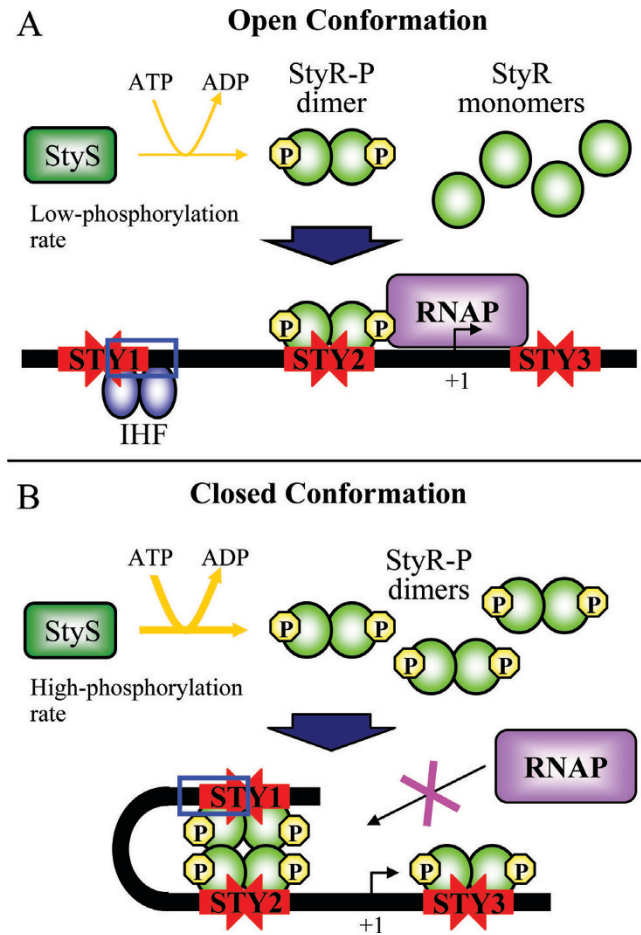 A
Open Conformation
ATP
ADP
StyS
Low-phosphorylation
rate
StyR-P
dimer
P
P
StyR
monomers
P
P
RNAP
STY1
STY2
STY3
IHF
+1
B
Closed Conformation
ATP
ADP
StyS
High-phosphorylation
rate
StyR-P
dimers
P
P
P
P
P
P
RNAP
STY1
P
P
P
P
STY2
P
P
STY3
+1